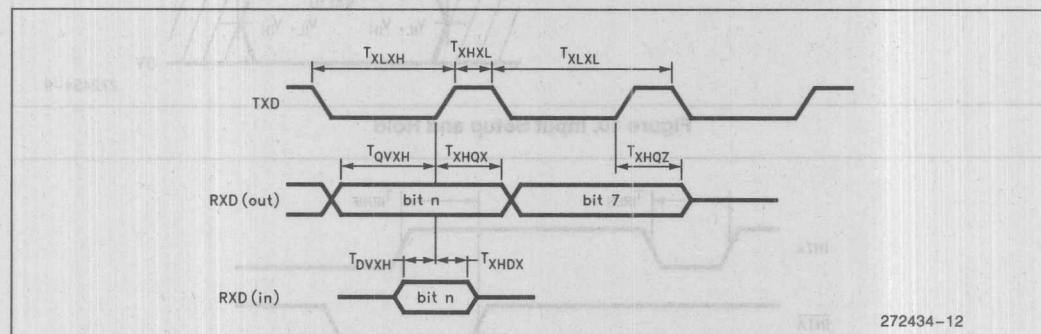 T_XLXH T_XHXL T_XLXL
TXD
T_QVXH T_XHQX T_XHQZ
RXD (out) bit n bit 7
T_DVXH T_XHDX
RXD (in) bit n
272434-12